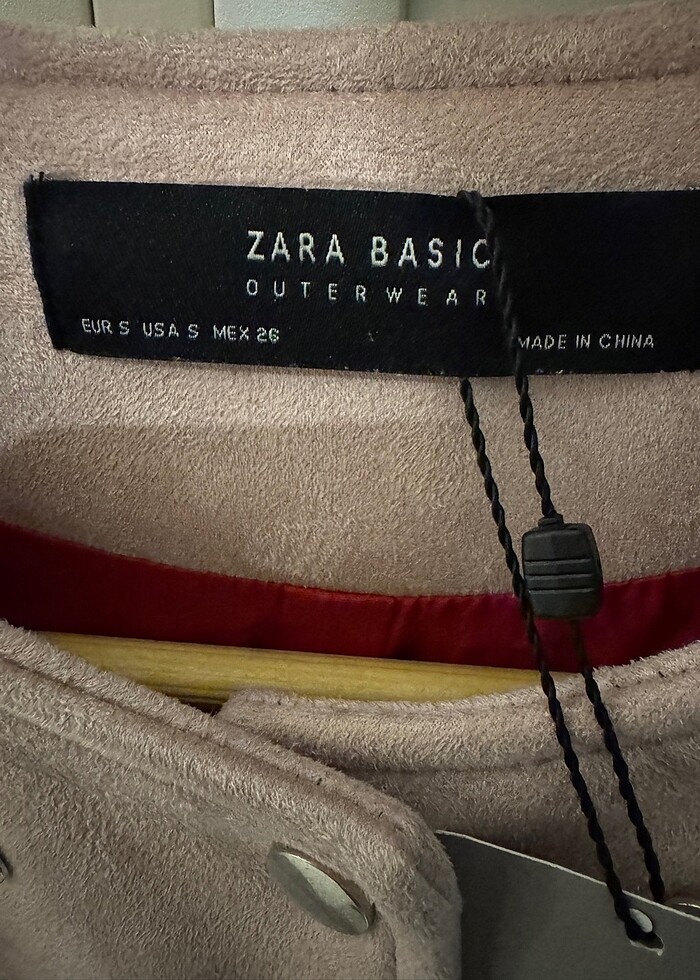 ZARA BASIC
OUTERWEAR
EUR S USA S MEX 26
MADE IN CHINA